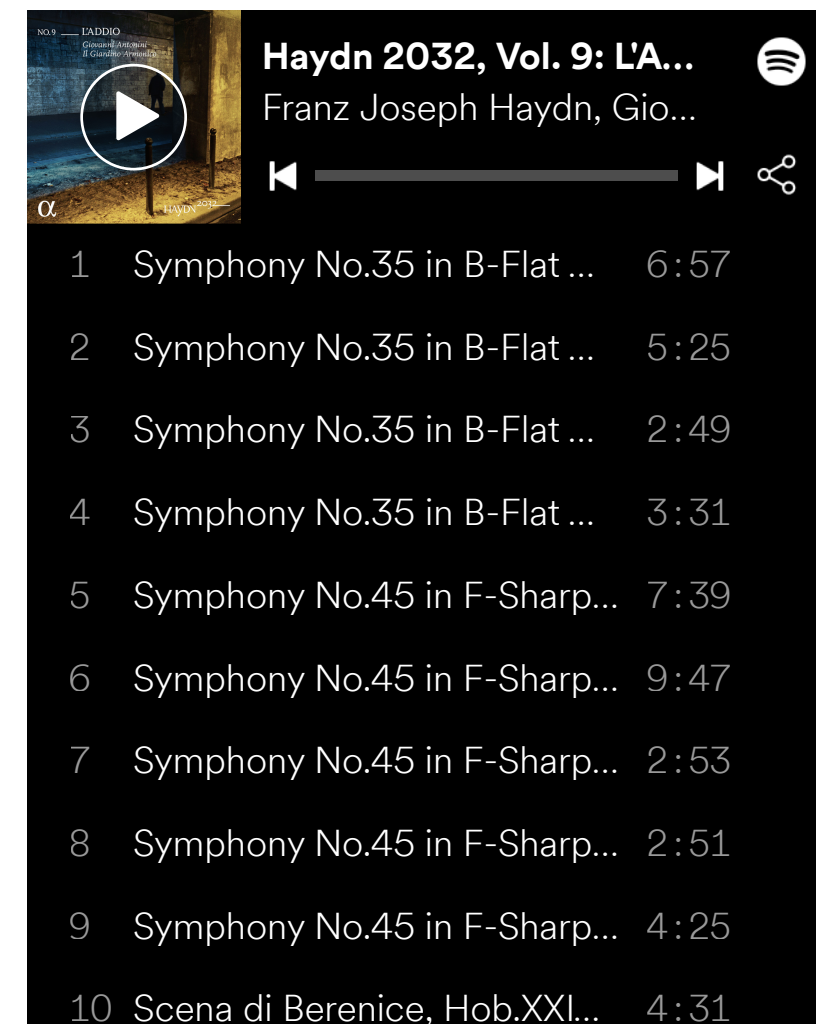 NO.9 L'ADDIO
Giovanni Antonini
Il Giardino Armonico
α
HAYDN 2032
Haydn 2032, Vol. 9: L'A...
Franz Joseph Haydn, Gio...
1 Symphony No.35 in B-Flat ... 6:57
2 Symphony No.35 in B-Flat ... 5:25
3 Symphony No.35 in B-Flat ... 2:49
4 Symphony No.35 in B-Flat ... 3:31
5 Symphony No.45 in F-Sharp... 7:39
6 Symphony No.45 in F-Sharp... 9:47
7 Symphony No.45 in F-Sharp... 2:53
8 Symphony No.45 in F-Sharp... 2:51
9 Symphony No.45 in F-Sharp... 4:25
10 Scena di Berenice, Hob.XXI... 4:31